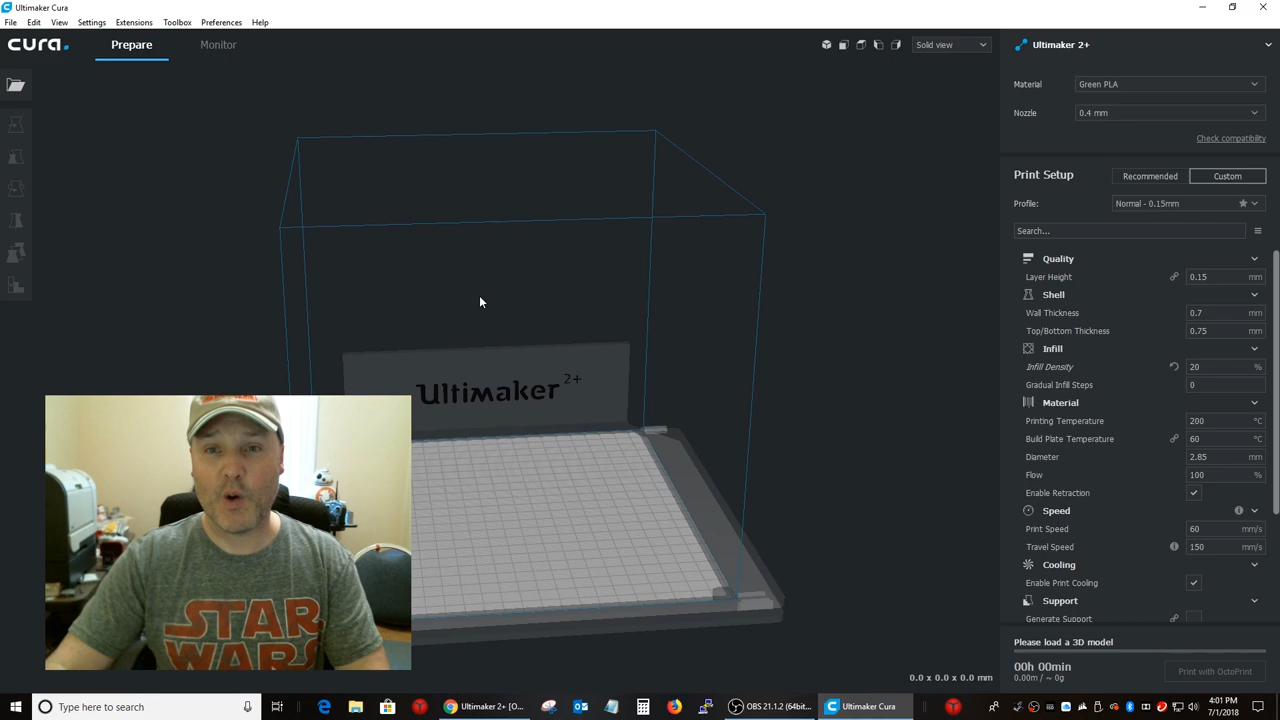 Ultimaker Cura
File Edit View Settings Extensions Toolbox Preferences Help
cura. Prepare Monitor Solid view
Ultimaker 2+
Material Green PLA
Nozzle 0.4 mm
Check compatibility
Print Setup Recommended Custom
Profile: Normal - 0.15mm
Search...
Quality
Layer Height 0.15 mm
Shell
Wall Thickness 0.7 mm
Top/Bottom Thickness 0.75 mm
Infill
Infill Density 20 %
Gradual Infill Steps 0
Material
Printing Temperature 200 °C
Build Plate Temperature 60 °C
Diameter 2.85 mm
Flow 100 %
Enable Retraction
Speed
Print Speed 60 mm/s
Travel Speed 150 mm/s
Cooling
Enable Print Cooling
Support
Generate Support
Ultimaker 2+
STAR WARS
STAR
WARS
0.0 x 0.0 x 0.0 mm
Please load a 3D model
00h 00min
0.00m / ~ 0g
Print with OctoPrint
Type here to search
Ultimaker 2+ [O...
OBS 21.1.2 (64bit...
Ultimaker Cura
4:01 PM
7/1/2018